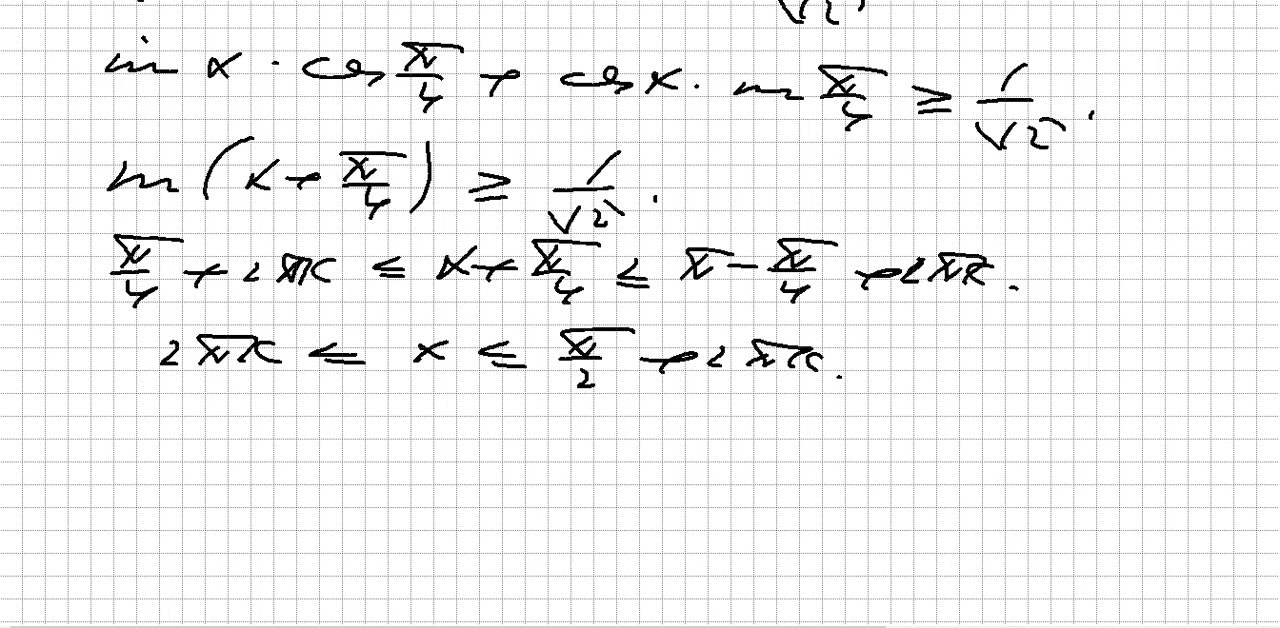 √2
sin x · cos π/4 + cos x · sin π/4 ≥ 1/√2 .
sin (x + π/4) ≥ 1/√2 .
π/4 + 2πk ≤ x + π/4 ≤ π - π/4 + 2πk .
2πk ≤ x ≤ π/2 + 2πk .